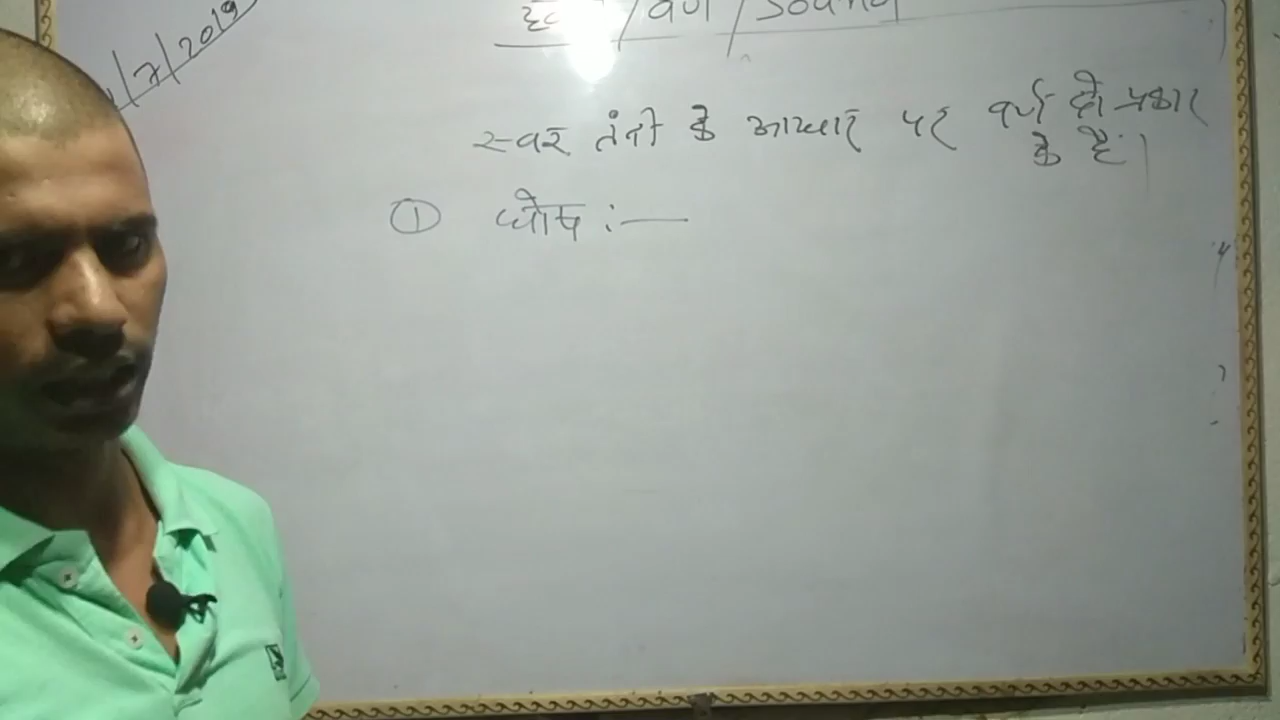 /7/2019
/ वर्ण / Sound
स्वर तंत्री के आधार पर वर्ण दो प्रकार
के हैं।
① घोष :—